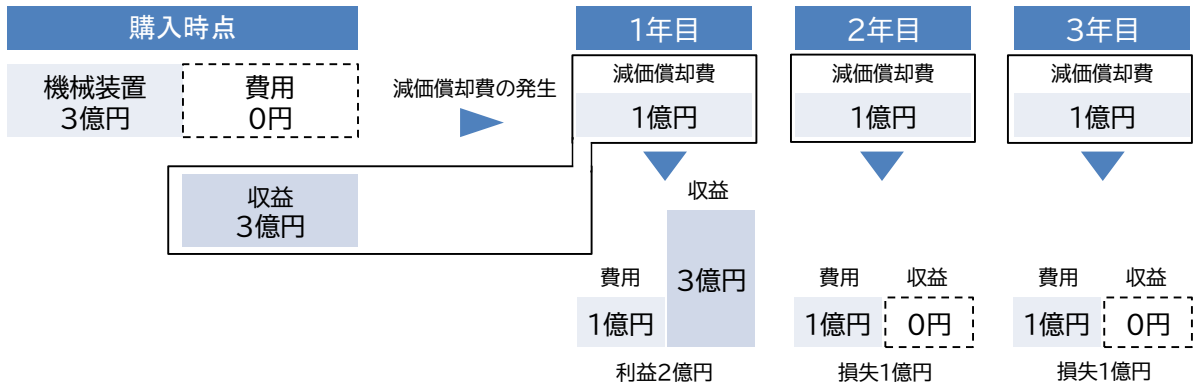 購入時点
機械装置
3億円
費用
0円
収益
3億円
減価償却費の発生
1年目
減価償却費
1億円
収益
3億円
費用
1億円
利益2億円
2年目
減価償却費
1億円
費用
1億円
収益
0円
損失1億円
3年目
減価償却費
1億円
費用
1億円
収益
0円
損失1億円